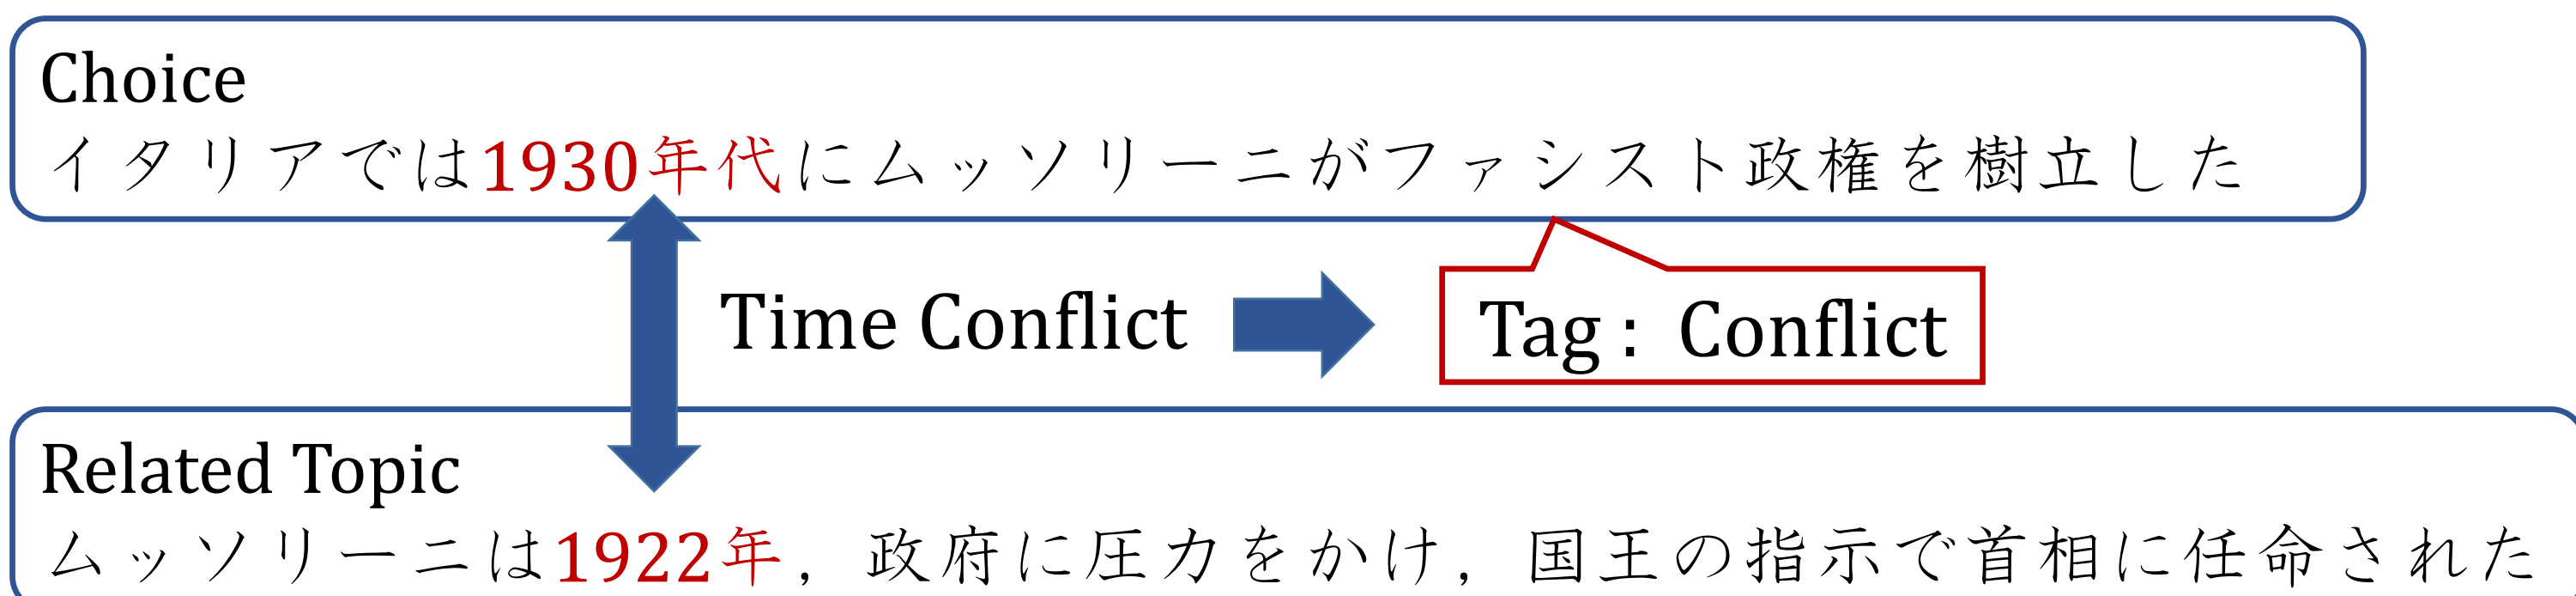 Choice
イタリアでは1930年代にムッソリーニがファシスト政権を樹立した
Time Conflict
Tag : Conflict
Related Topic
ムッソリーニは1922年, 政府に圧力をかけ, 国王の指示で首相に任命された